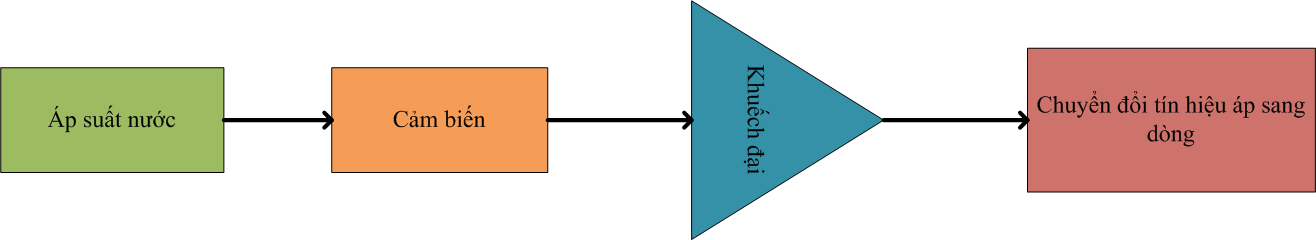 Áp suất nước
Cảm biến
Khuếch đại
Chuyển đổi tín hiệu áp sang
dòng